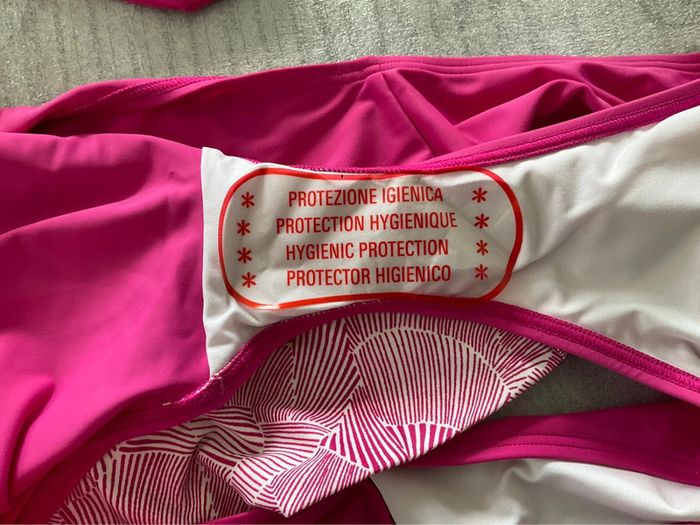 PROTEZIONE IGIENICA
PROTECTION HYGIENIQUE
HYGIENIC PROTECTION
PROTECTOR HIGIENICO